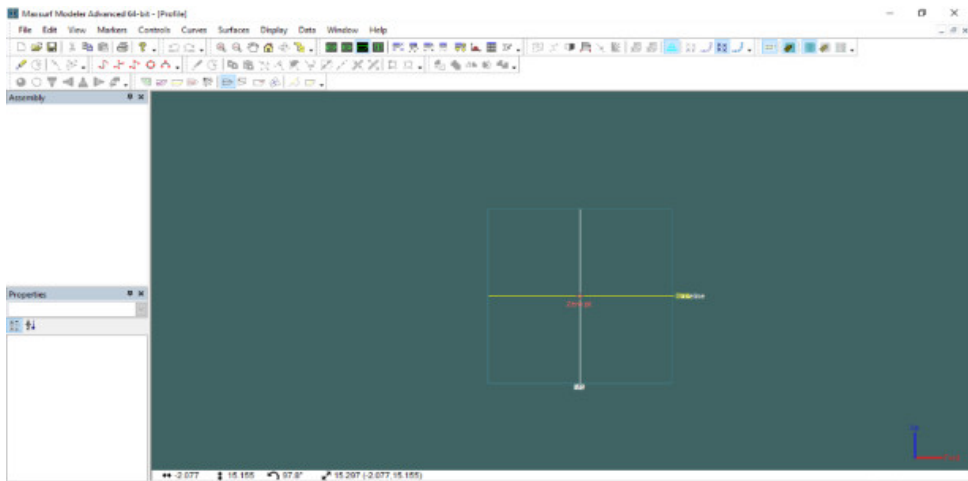 Maxsurf Modeler Advanced 64-bit - [Profile]
File Edit View Markers Controls Curves Surfaces Display Data Window Help
Assembly
Properties
-2.077 15.155 97.8° 15.297 (-2.077,15.155)